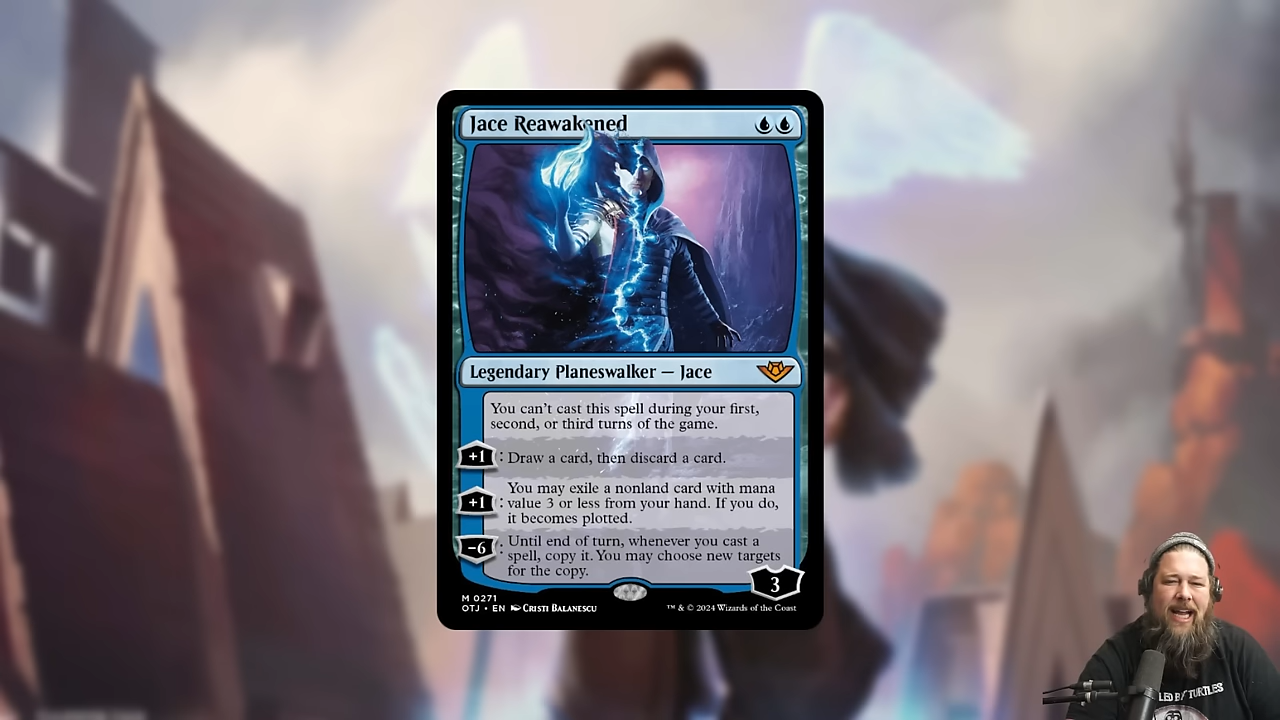 Jace Reawakened
Legendary Planeswalker — Jace
You can't cast this spell during your first,
second, or third turns of the game.
+1: Draw a card, then discard a card.
+1: You may exile a nonland card with mana
value 3 or less from your hand. If you do,
it becomes plotted.
−6: Until end of turn, whenever you cast a
spell, copy it. You may choose new targets
for the copy.
3
M 0271
OTJ • EN Cristi Balanescu
™ & © 2024 Wizards of the Coast
TURTLES